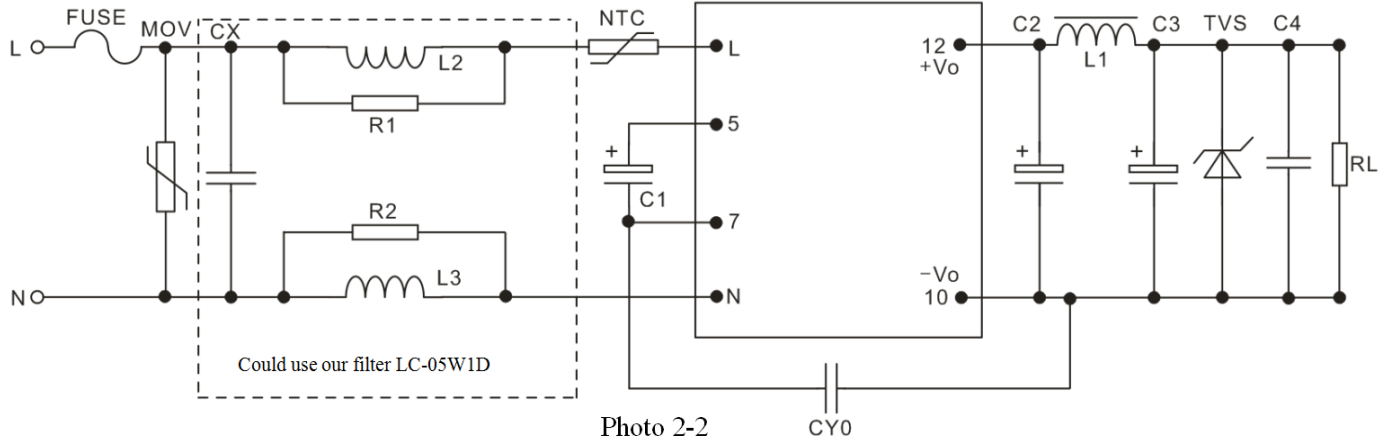 FUSE
MOV
CX
NTC
L
L2
R1
L
5
C1
7
R2
L3
N
N
12
+Vo
C2
L1
C3
TVS
C4
RL
−Vo
10
Could use our filter LC-05W1D
+
+
+
CY0
Photo 2-2